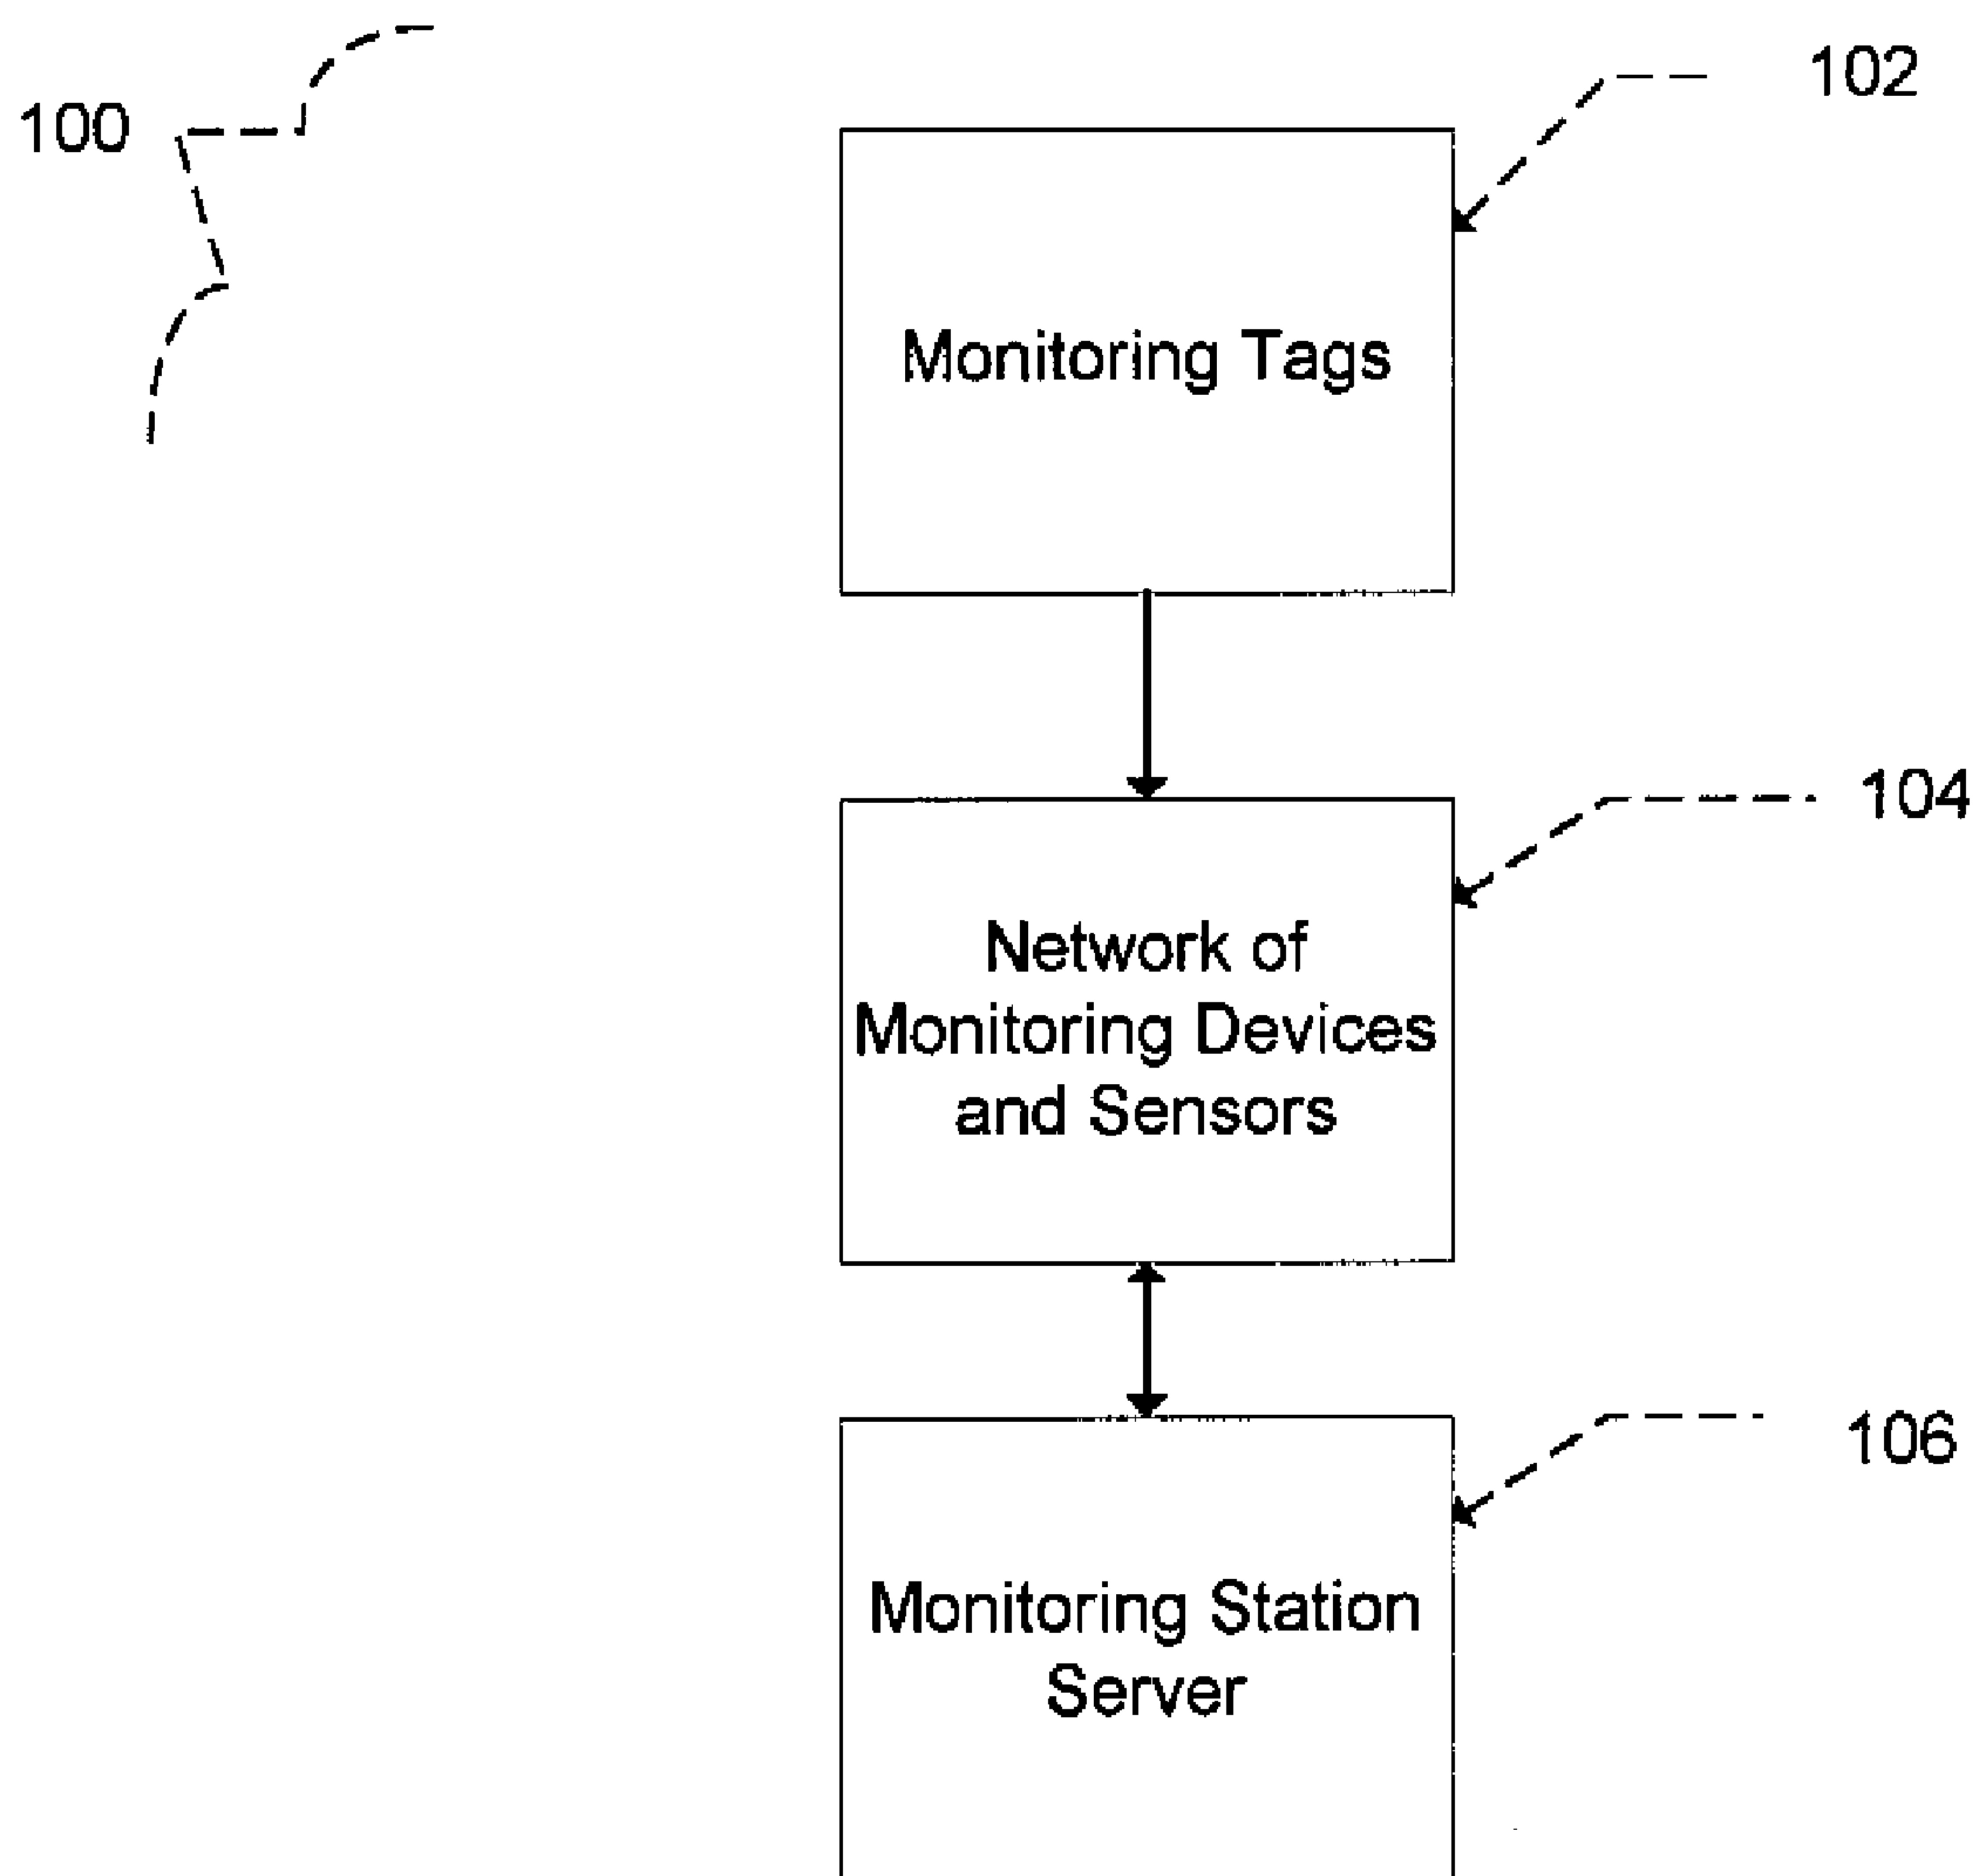 100
102
Monitoring Tags
104
Network of
Monitoring Devices
and Sensors
106
Monitoring Station
Server